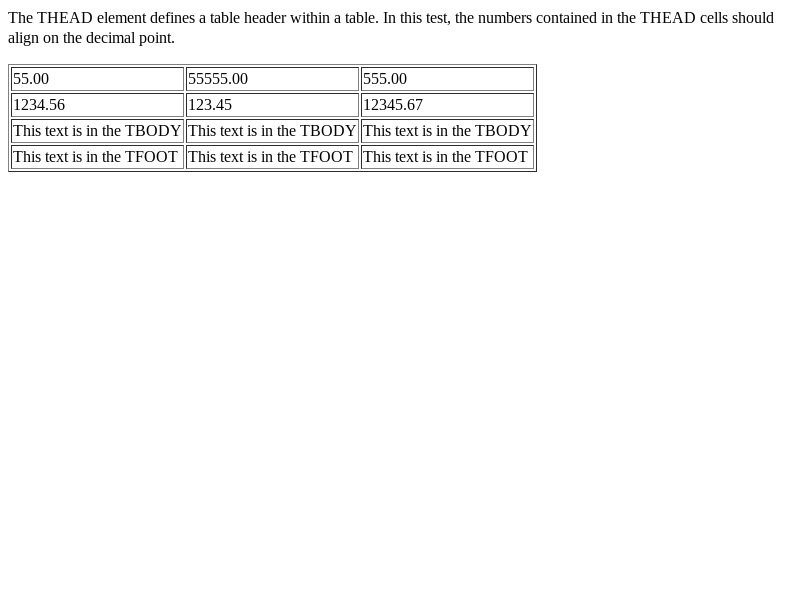 The THEAD element defines a table header within a table. In this test, the numbers contained in the THEAD cells should
align on the decimal point.
55.00 55555.00 555.00
1234.56 123.45 12345.67
This text is in the TBODY This text is in the TBODY This text is in the TBODY
This text is in the TFOOT This text is in the TFOOT This text is in the TFOOT